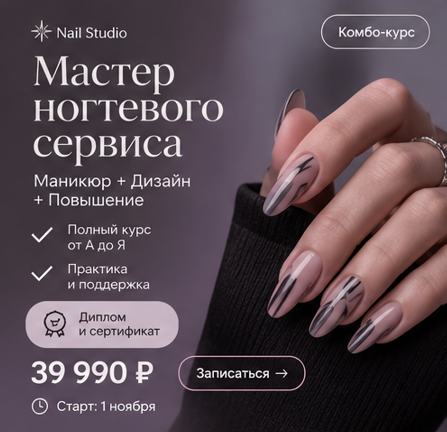 Nail Studio
Комбо-курс
Мастер
ногтевого
сервиса
Маникюр + Дизайн
+ Повышение
Полный курс
от А до Я
Практика
и поддержка
Диплом
и сертификат
39 990 ₽
Записаться →
Старт: 1 ноября